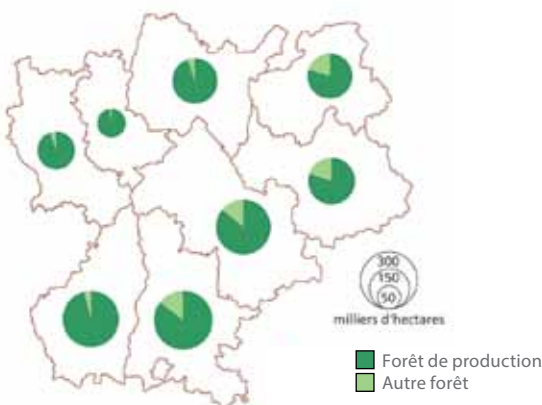 300
150
50
milliers d'hectares
Forêt de production
Autre forêt